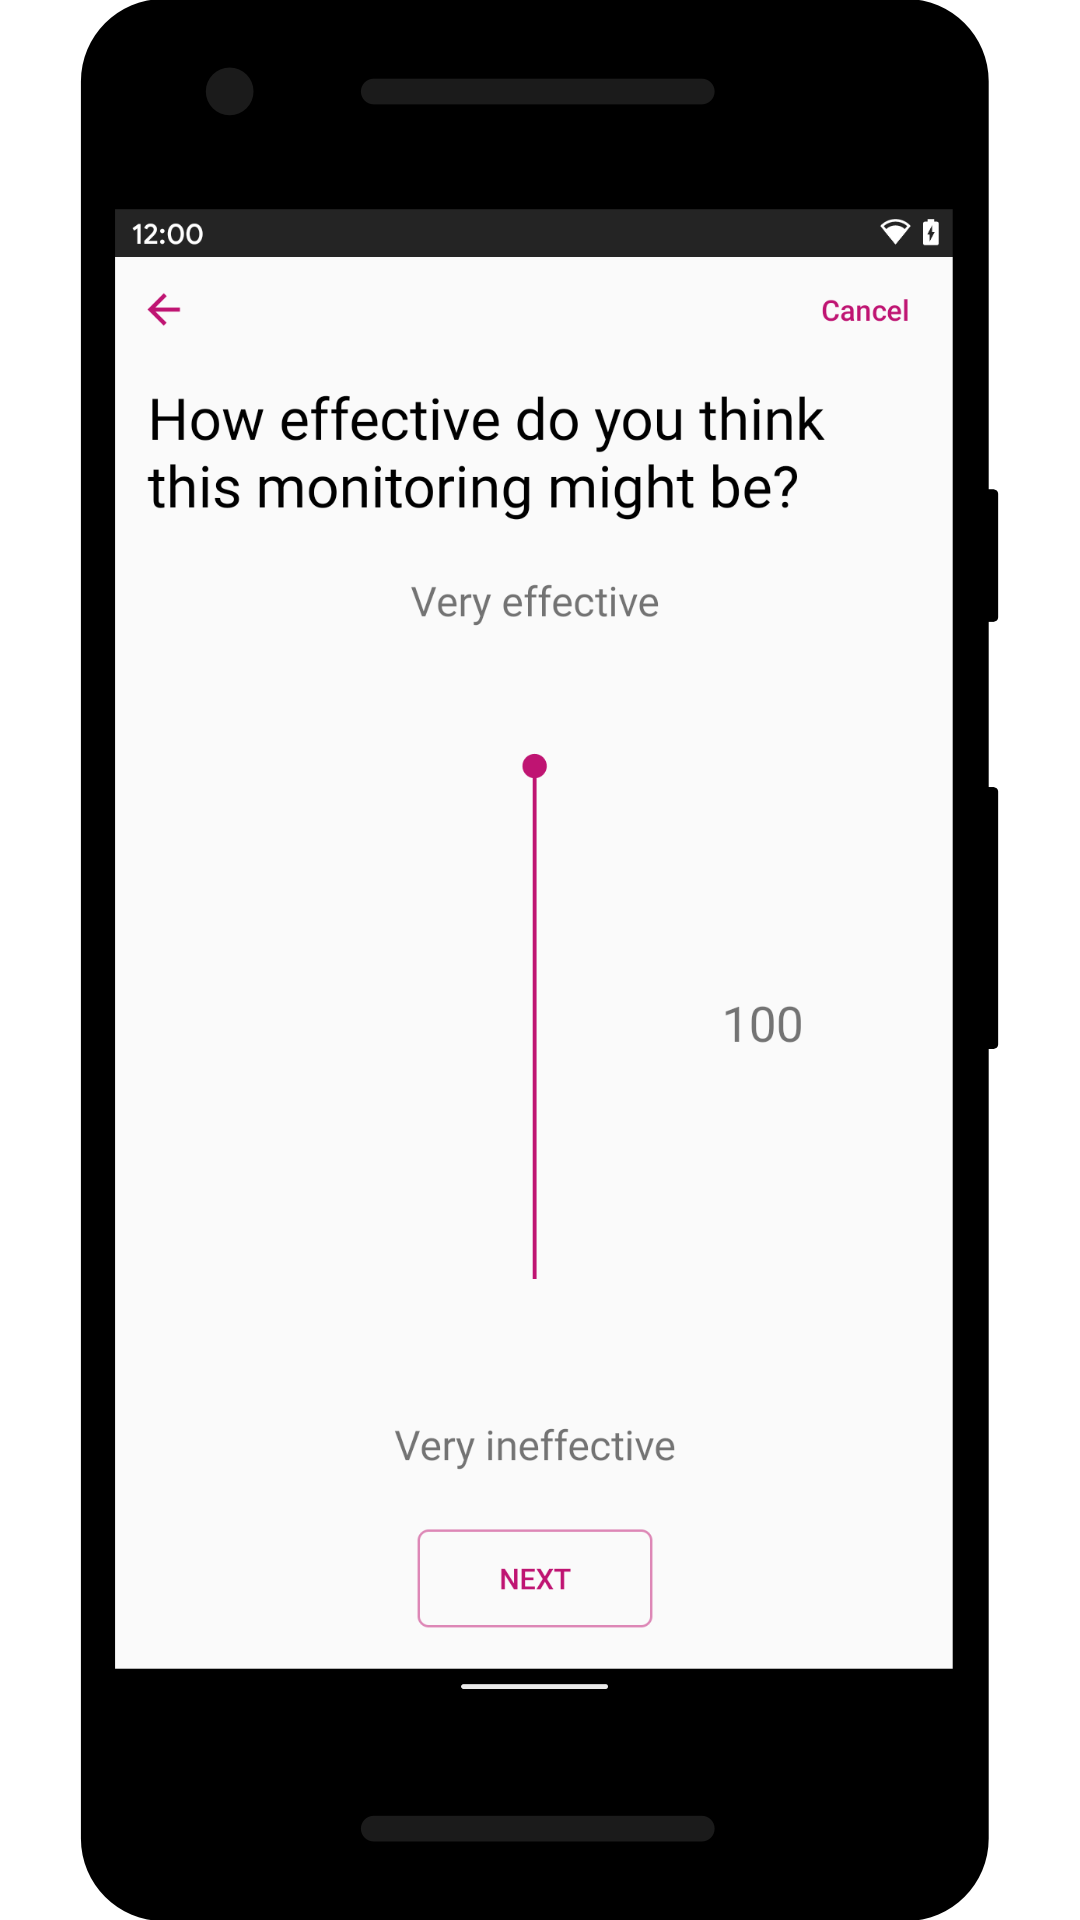 12:00
Cancel
How effective do you think
this monitoring might be?
Very effective
100
Very ineffective
NEXT